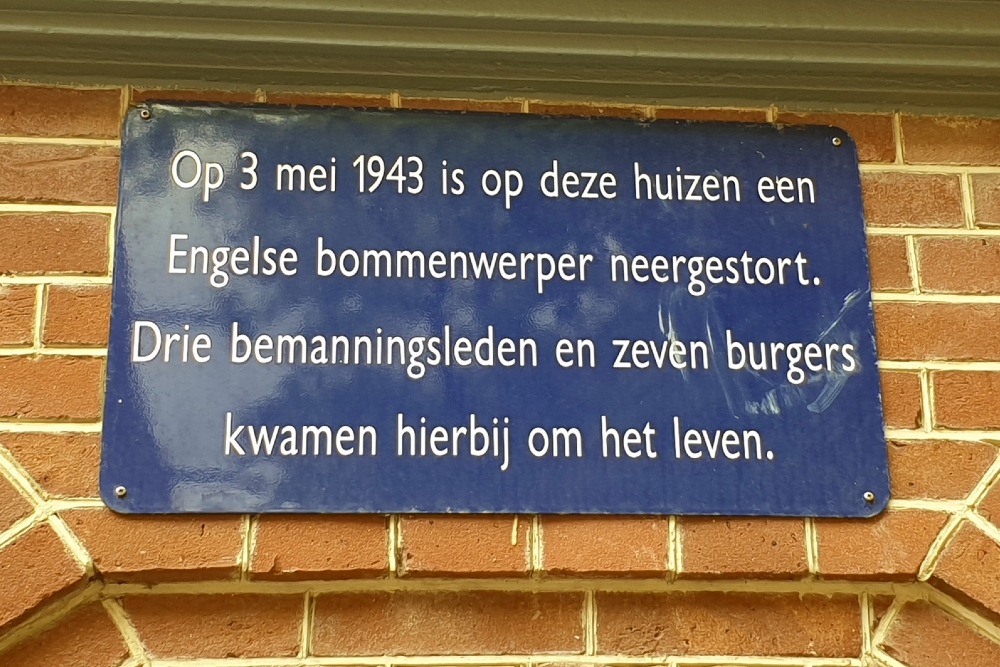 Op 3 mei 1943 is op deze huizen een
Engelse bommenwerper neergestort.
Drie bemanningsleden en zeven burgers
kwamen hierbij om het leven.